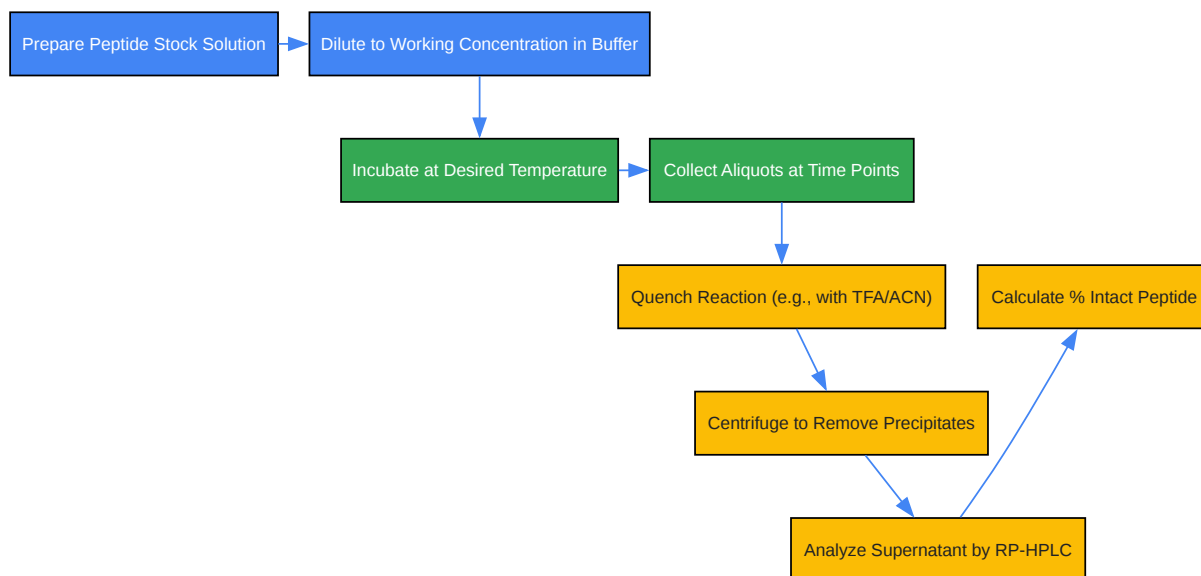 Prepare Peptide Stock Solution
Dilute to Working Concentration in Buffer
Incubate at Desired Temperature
Collect Aliquots at Time Points
Quench Reaction (e.g., with TFA/ACN)
Calculate % Intact Peptide
Centrifuge to Remove Precipitates
Analyze Supernatant by RP-HPLC